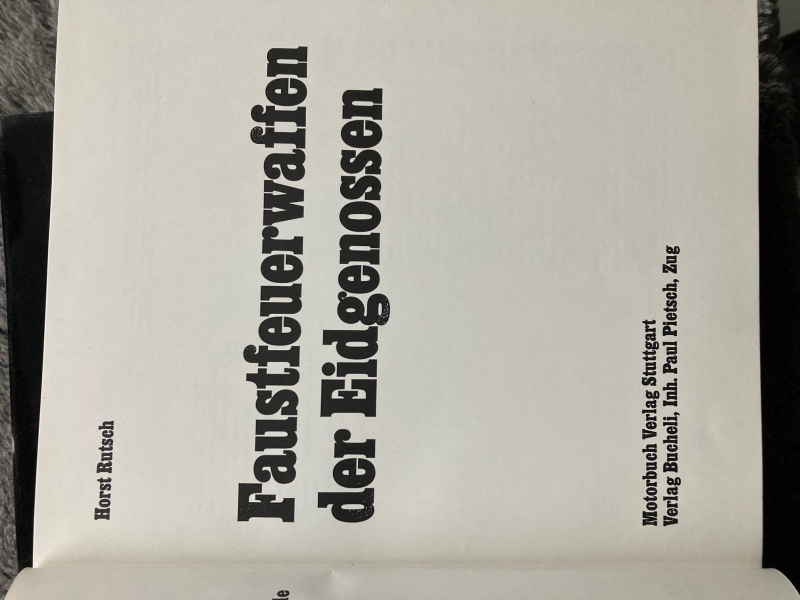 Horst Rutsch
Faustfeuerwaffen
der Eidgenossen
Motorbuch Verlag Stuttgart
Verlag Bucheli, Inh. Paul Pietsch, Zug